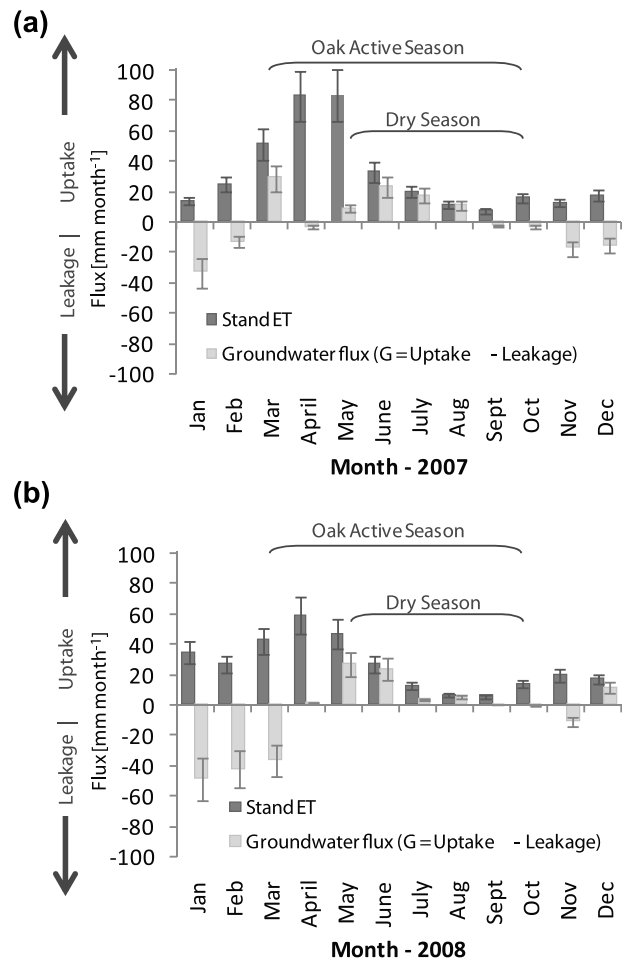 (a)
Oak Active Season
Dry Season
Leakage | Uptake
Flux [mm month-1]
100
80
60
40
20
0
-20
-40
-60
-80
-100
Stand ET
Groundwater flux (G = Uptake - Leakage)
Jan Feb Mar April May June July Aug Sept Oct Nov Dec
Month - 2007
(b)
Oak Active Season
Dry Season
Leakage | Uptake
Flux [mm month-1]
100
80
60
40
20
0
-20
-40
-60
-80
-100
Stand ET
Groundwater flux (G = Uptake - Leakage)
Jan Feb Mar April May June July Aug Sept Oct Nov Dec
Month - 2008